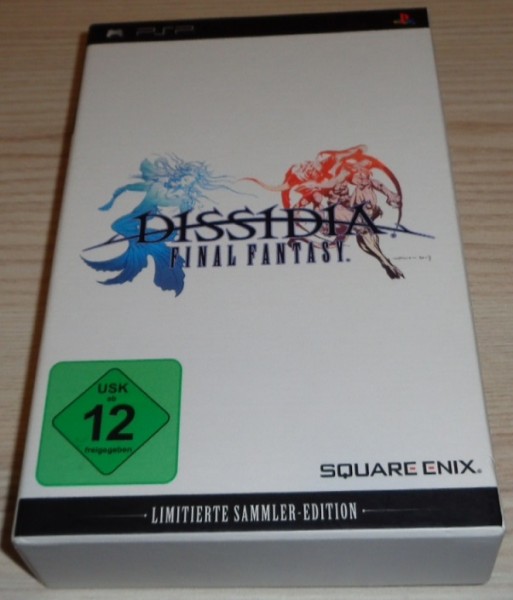 PSP
DISSIDIA
FINAL FANTASY
USK
ab
12
freigegeben
SQUARE ENIX
LIMITIERTE SAMMLER-EDITION